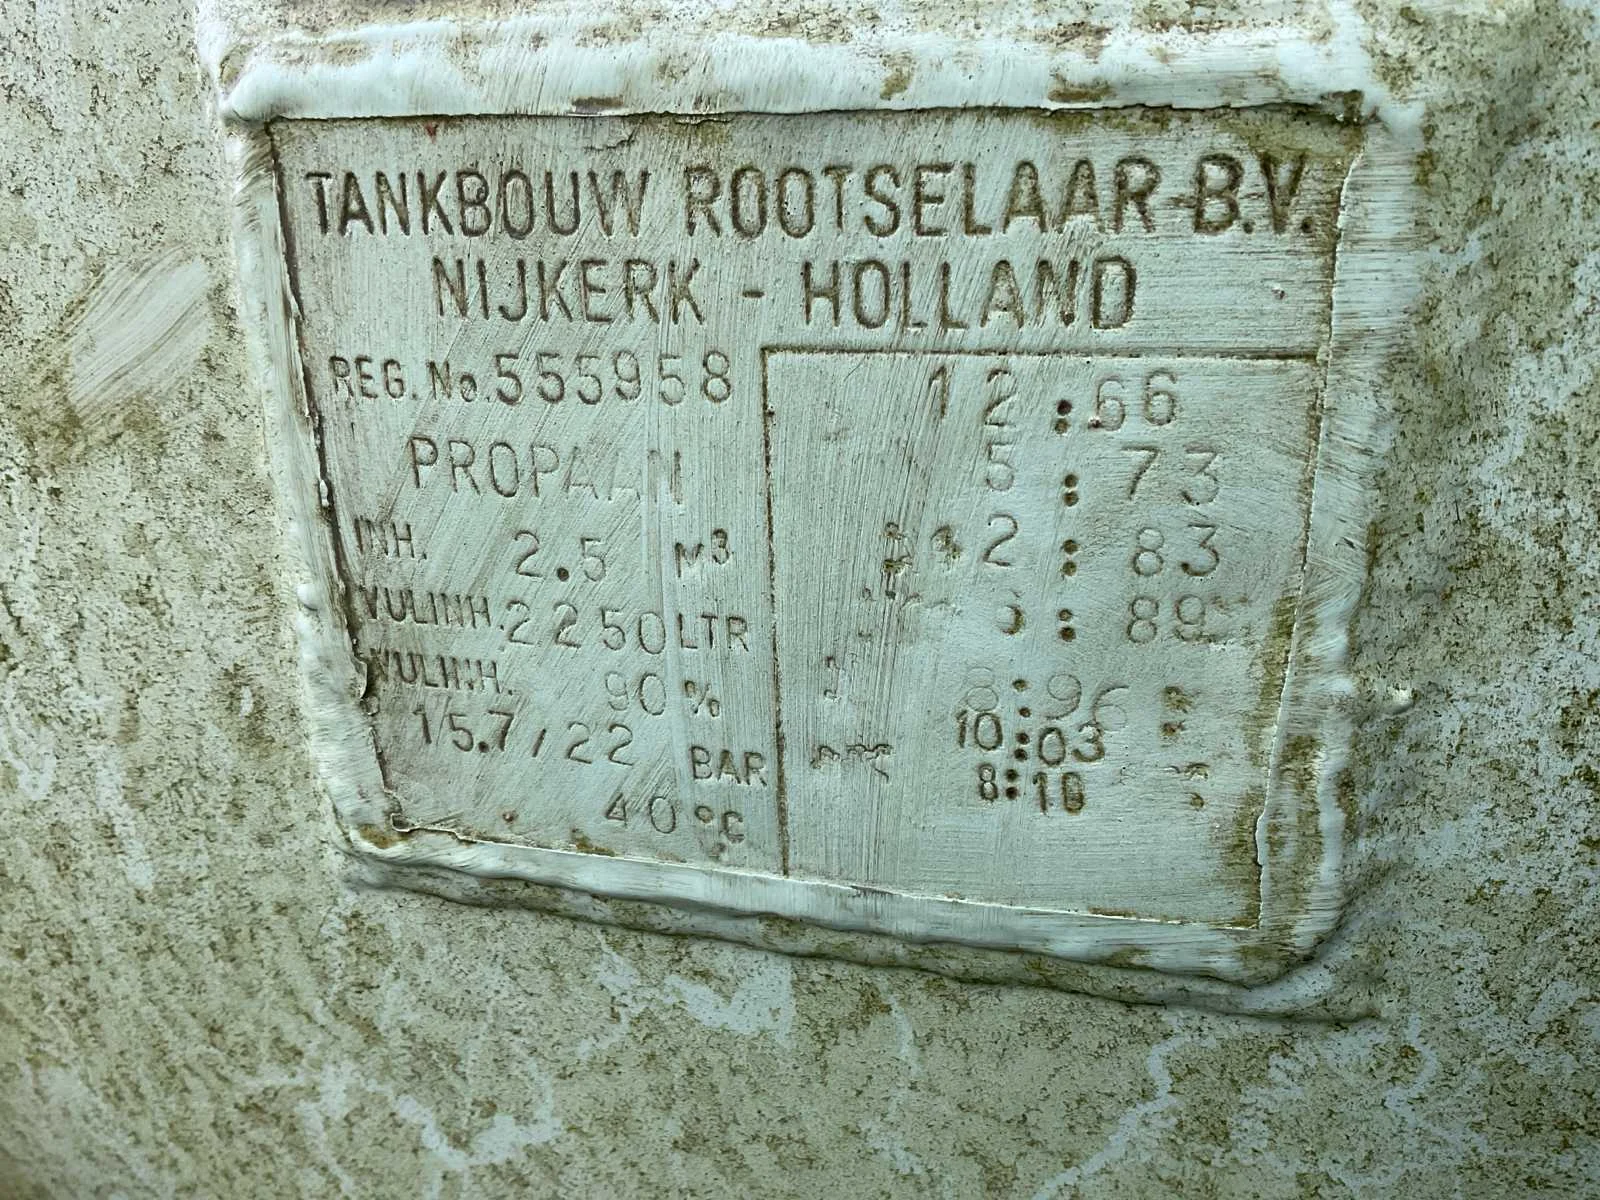 TANKBOUW ROOTSELAAR B.V.
NIJKERK - HOLLAND
REG. No. 555958
PROPAAN
INH. 2.5 M³
VULINH. 2250 LTR
VULINH. 90 %
15.7 / 22 BAR
40 °C
12:66
5:73
2:83
6:89
8:96
10:03
8:10